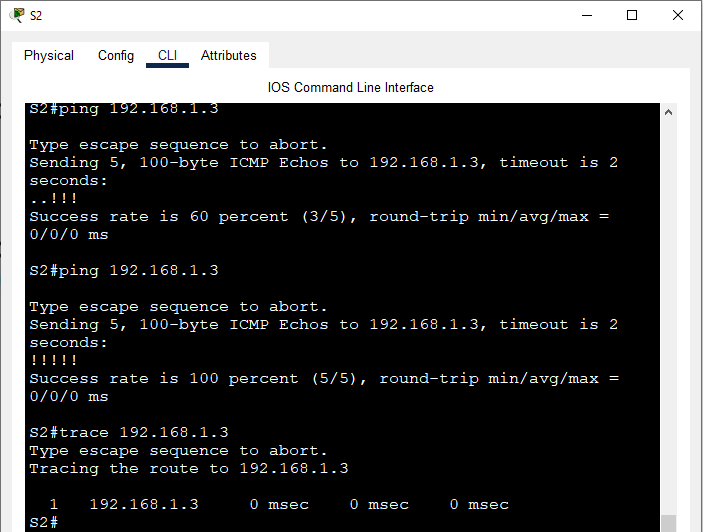 S2
Physical Config CLI Attributes
IOS Command Line Interface
S2#ping 192.168.1.3
Type escape sequence to abort.
Sending 5, 100-byte ICMP Echos to 192.168.1.3, timeout is 2
seconds:
..!!!
Success rate is 60 percent (3/5), round-trip min/avg/max =
0/0/0 ms
S2#ping 192.168.1.3
Type escape sequence to abort.
Sending 5, 100-byte ICMP Echos to 192.168.1.3, timeout is 2
seconds:
!!!!!
Success rate is 100 percent (5/5), round-trip min/avg/max =
0/0/0 ms
S2#trace 192.168.1.3
Type escape sequence to abort.
Tracing the route to 192.168.1.3
1 192.168.1.3 0 msec 0 msec 0 msec
S2#